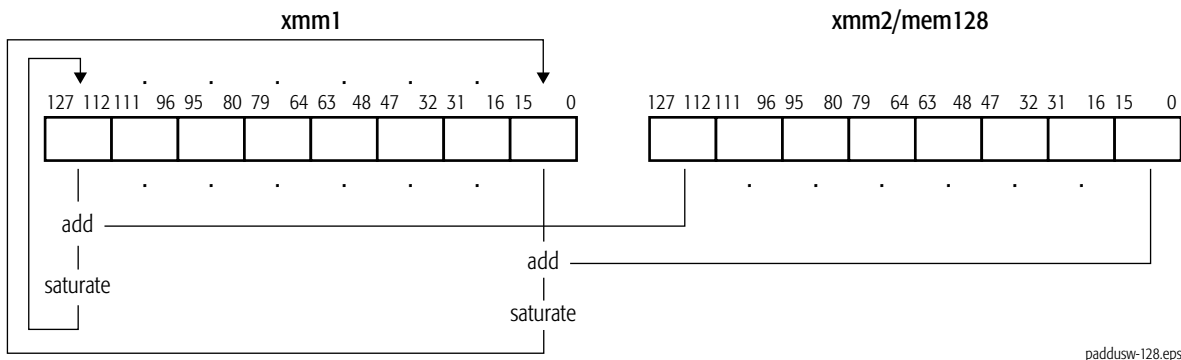 xmm1 xmm2/mem128
. . . . . .
127 112 111 96 95 80 79 64 63 48 47 32 31 16 15 0 127 112 111 96 95 80 79 64 63 48 47 32 31 16 15 0
. . . . . . . . . . . .
add
add
saturate
saturate
paddusw-128.eps